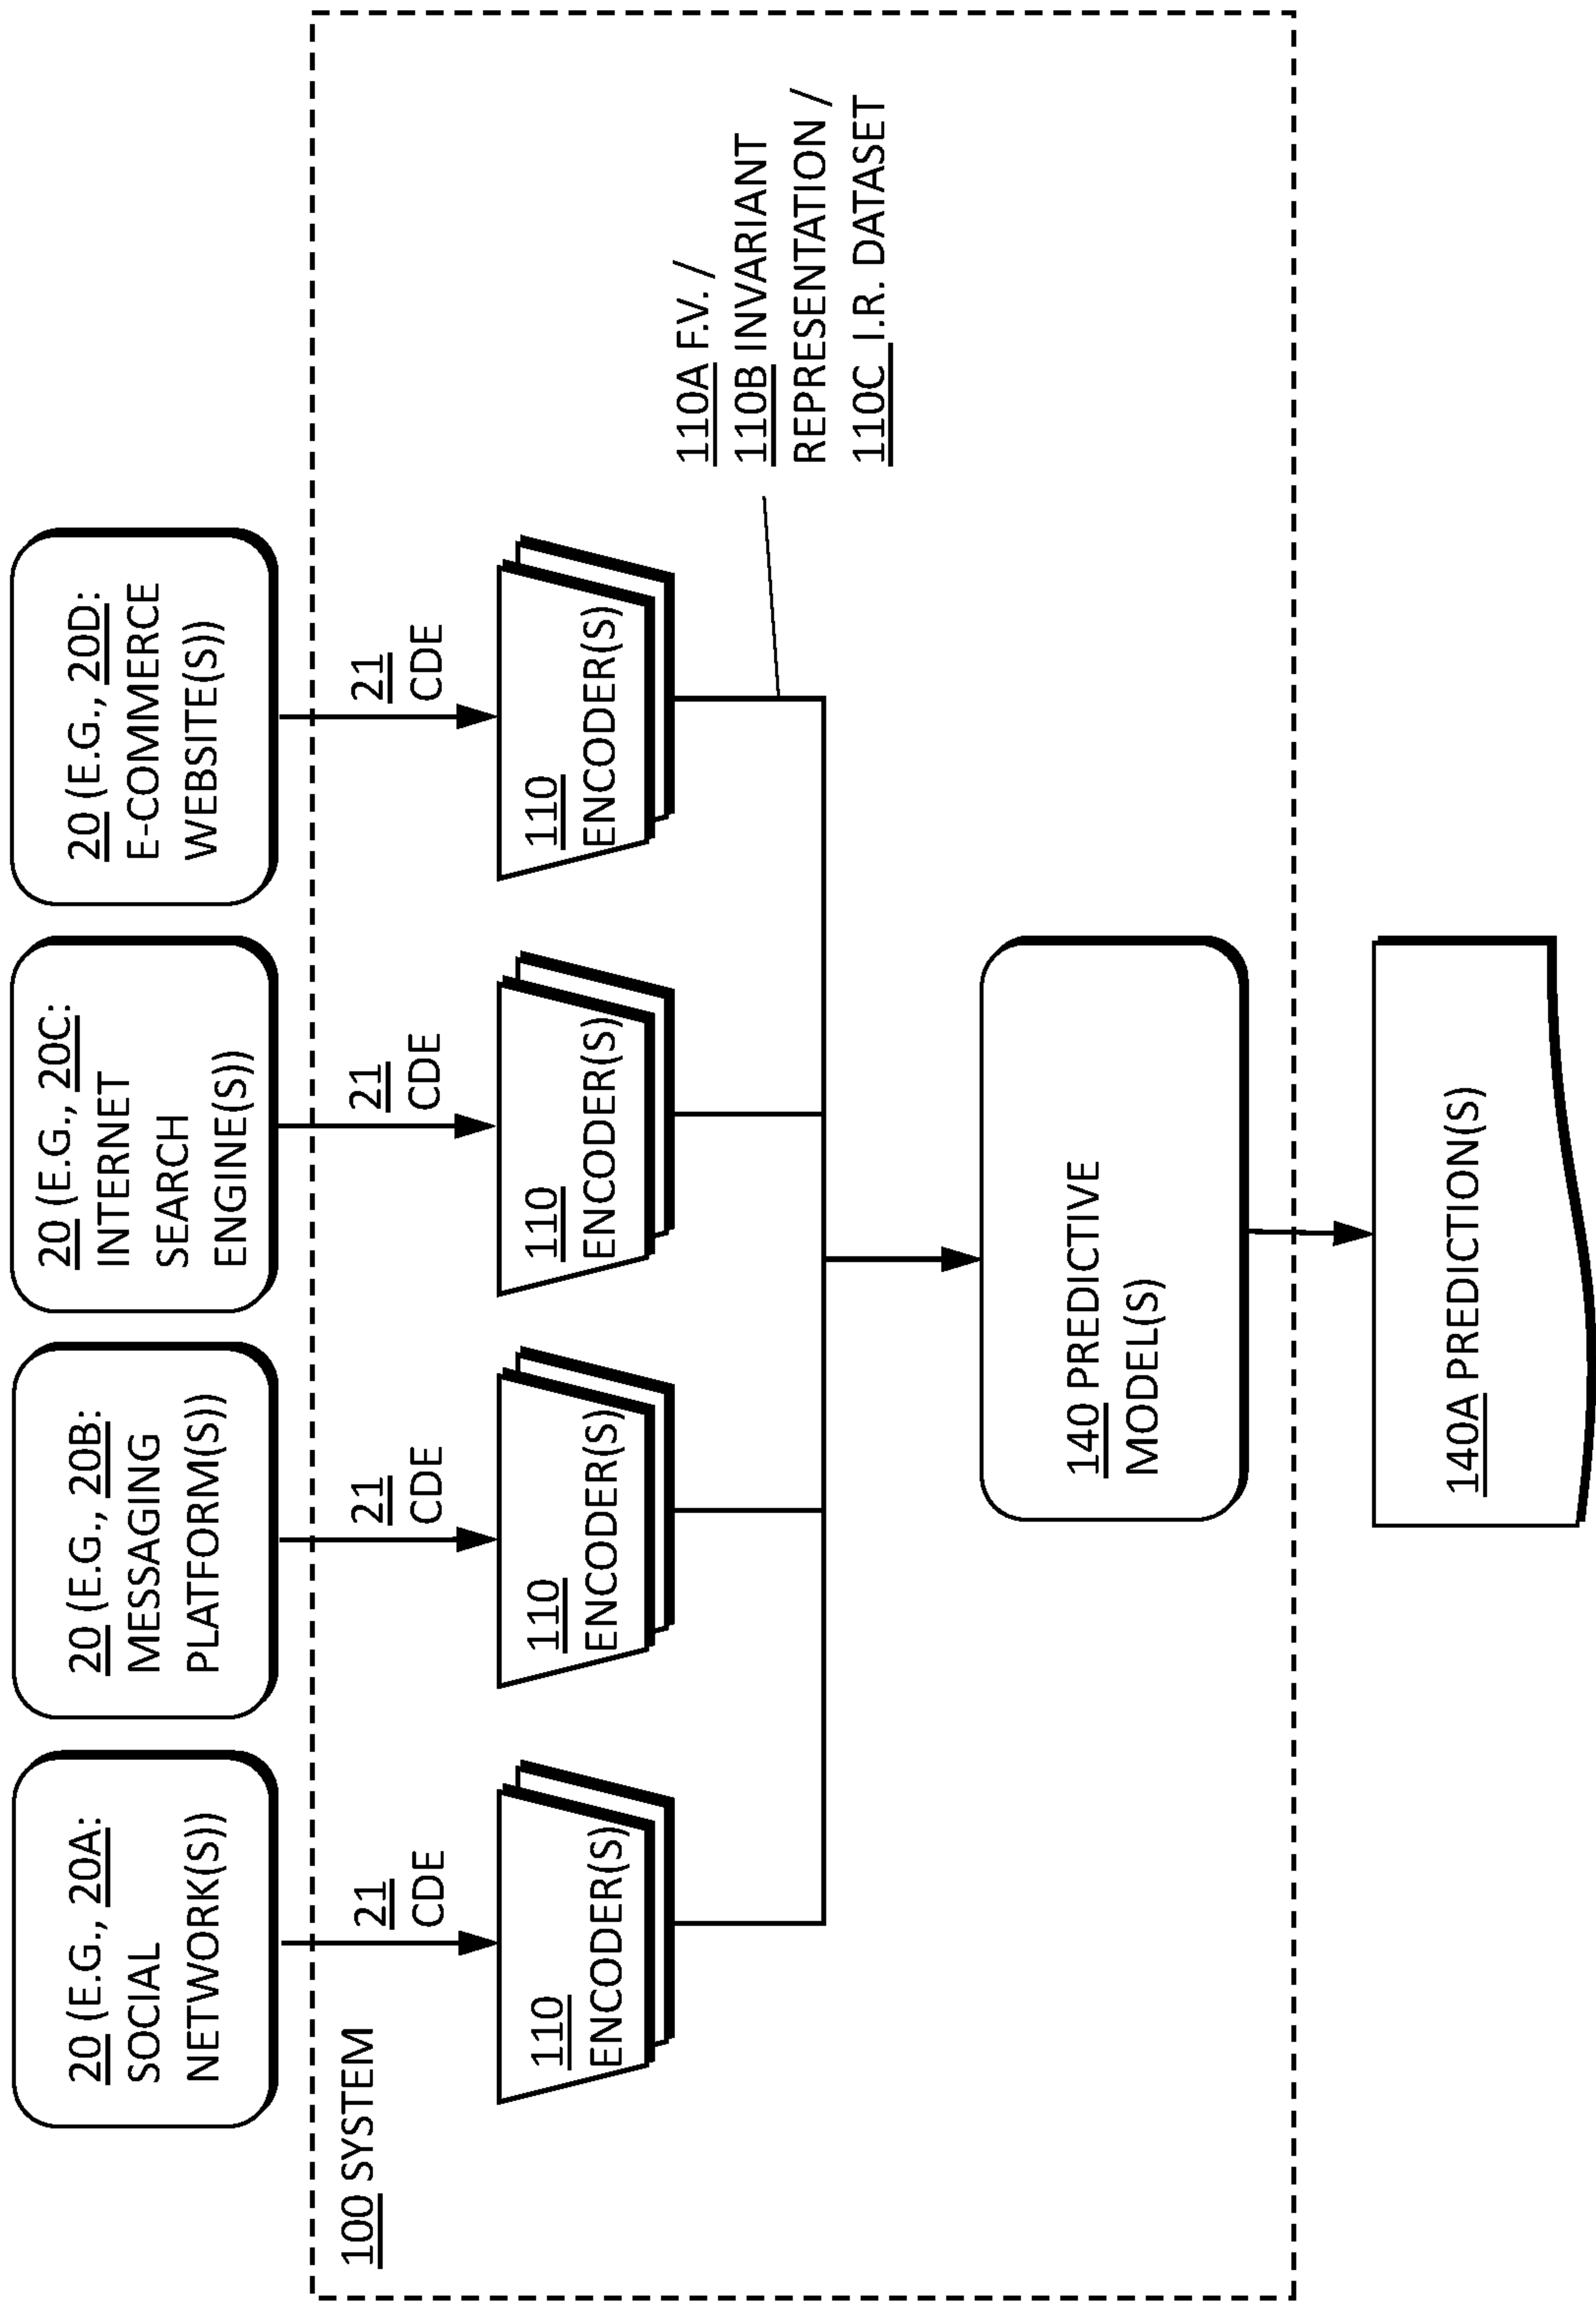 20 (E.G., 20A:
SOCIAL
NETWORK(S))
20 (E.G., 20B:
MESSAGING
PLATFORM(S))
20 (E.G., 20C:
INTERNET
SEARCH
ENGINE(S))
20 (E.G., 20D:
E-COMMERCE
WEBSITE(S))
100 SYSTEM
21
CDE
21
CDE
21
CDE
21
CDE
110
ENCODER(S)
110
ENCODER(S)
110
ENCODER(S)
110
ENCODER(S)
110A F.V. /
110B INVARIANT
REPRESENTATION /
110C I.R. DATASET
140 PREDICTIVE
MODEL(S)
140A PREDICTION(S)